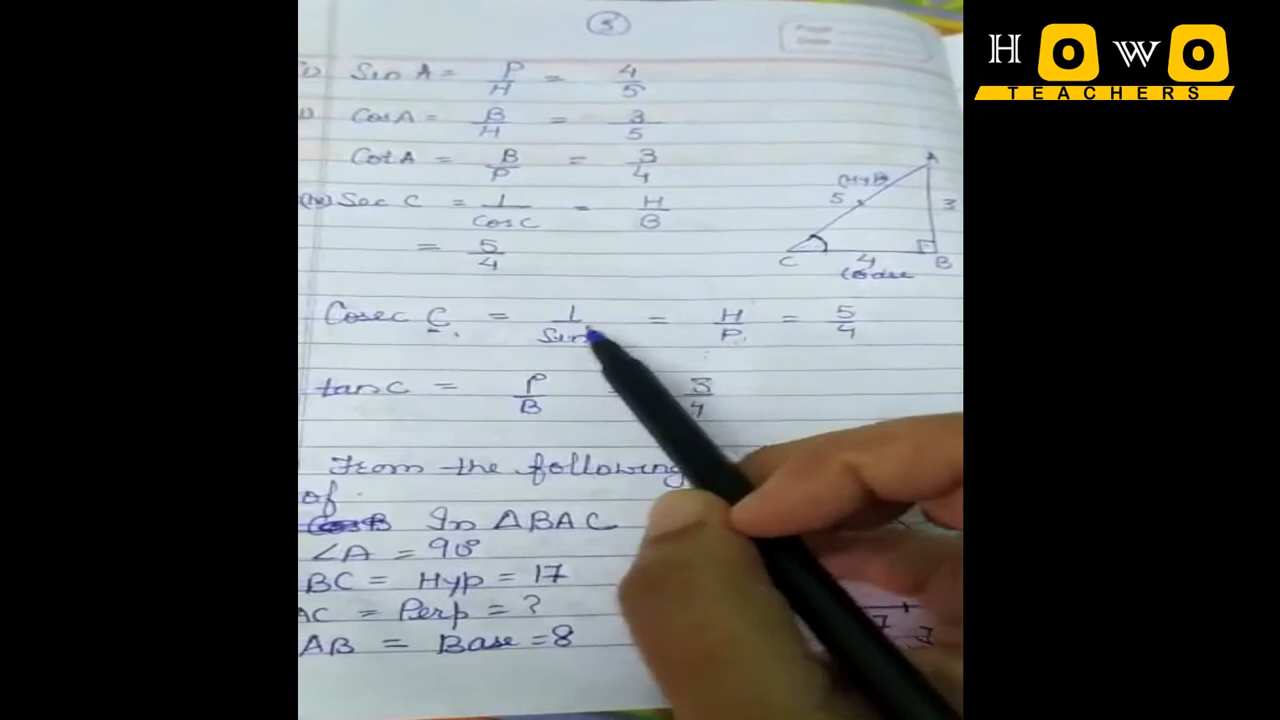 5
HOWO
TEACHERS
i) Sin A = P/H = 4/5
i) Cos A = B/H = 3/5
Cot A = B/P = 3/4
(iv) Sec C = 1/Cos C = H/B
= 5/4
A
(Hyp)
5
3
C
4
B
Cosec C = 1/Sin = H/P = 5/4
tan C = P/B = 3/4
From the following
of
In ΔBAC
∠A = 90°
BC = Hyp = 17
AC = Perp = ?
AB = Base = 8